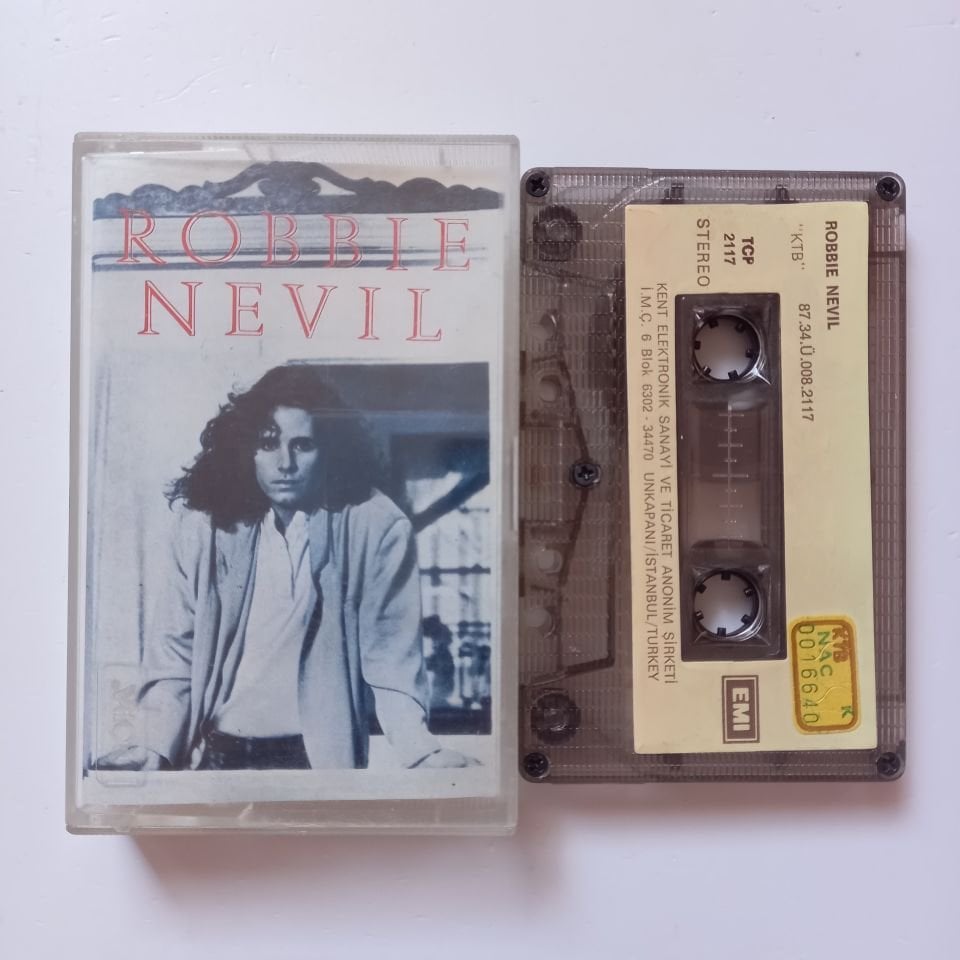 ROBBIE
NEVIL
ROBBIE NEVIL
"KTB"
87.34.Ü.008.2117
TCP
2117
STEREO
KENT ELEKTRONİK SANAYİ VE TİCARET ANONİM ŞİRKETİ
İ.M.Ç. 6 Blok 6302 - 34470 UNKAPANI/İSTANBUL/TURKEY
EMI
KTB
NAC K
0016640